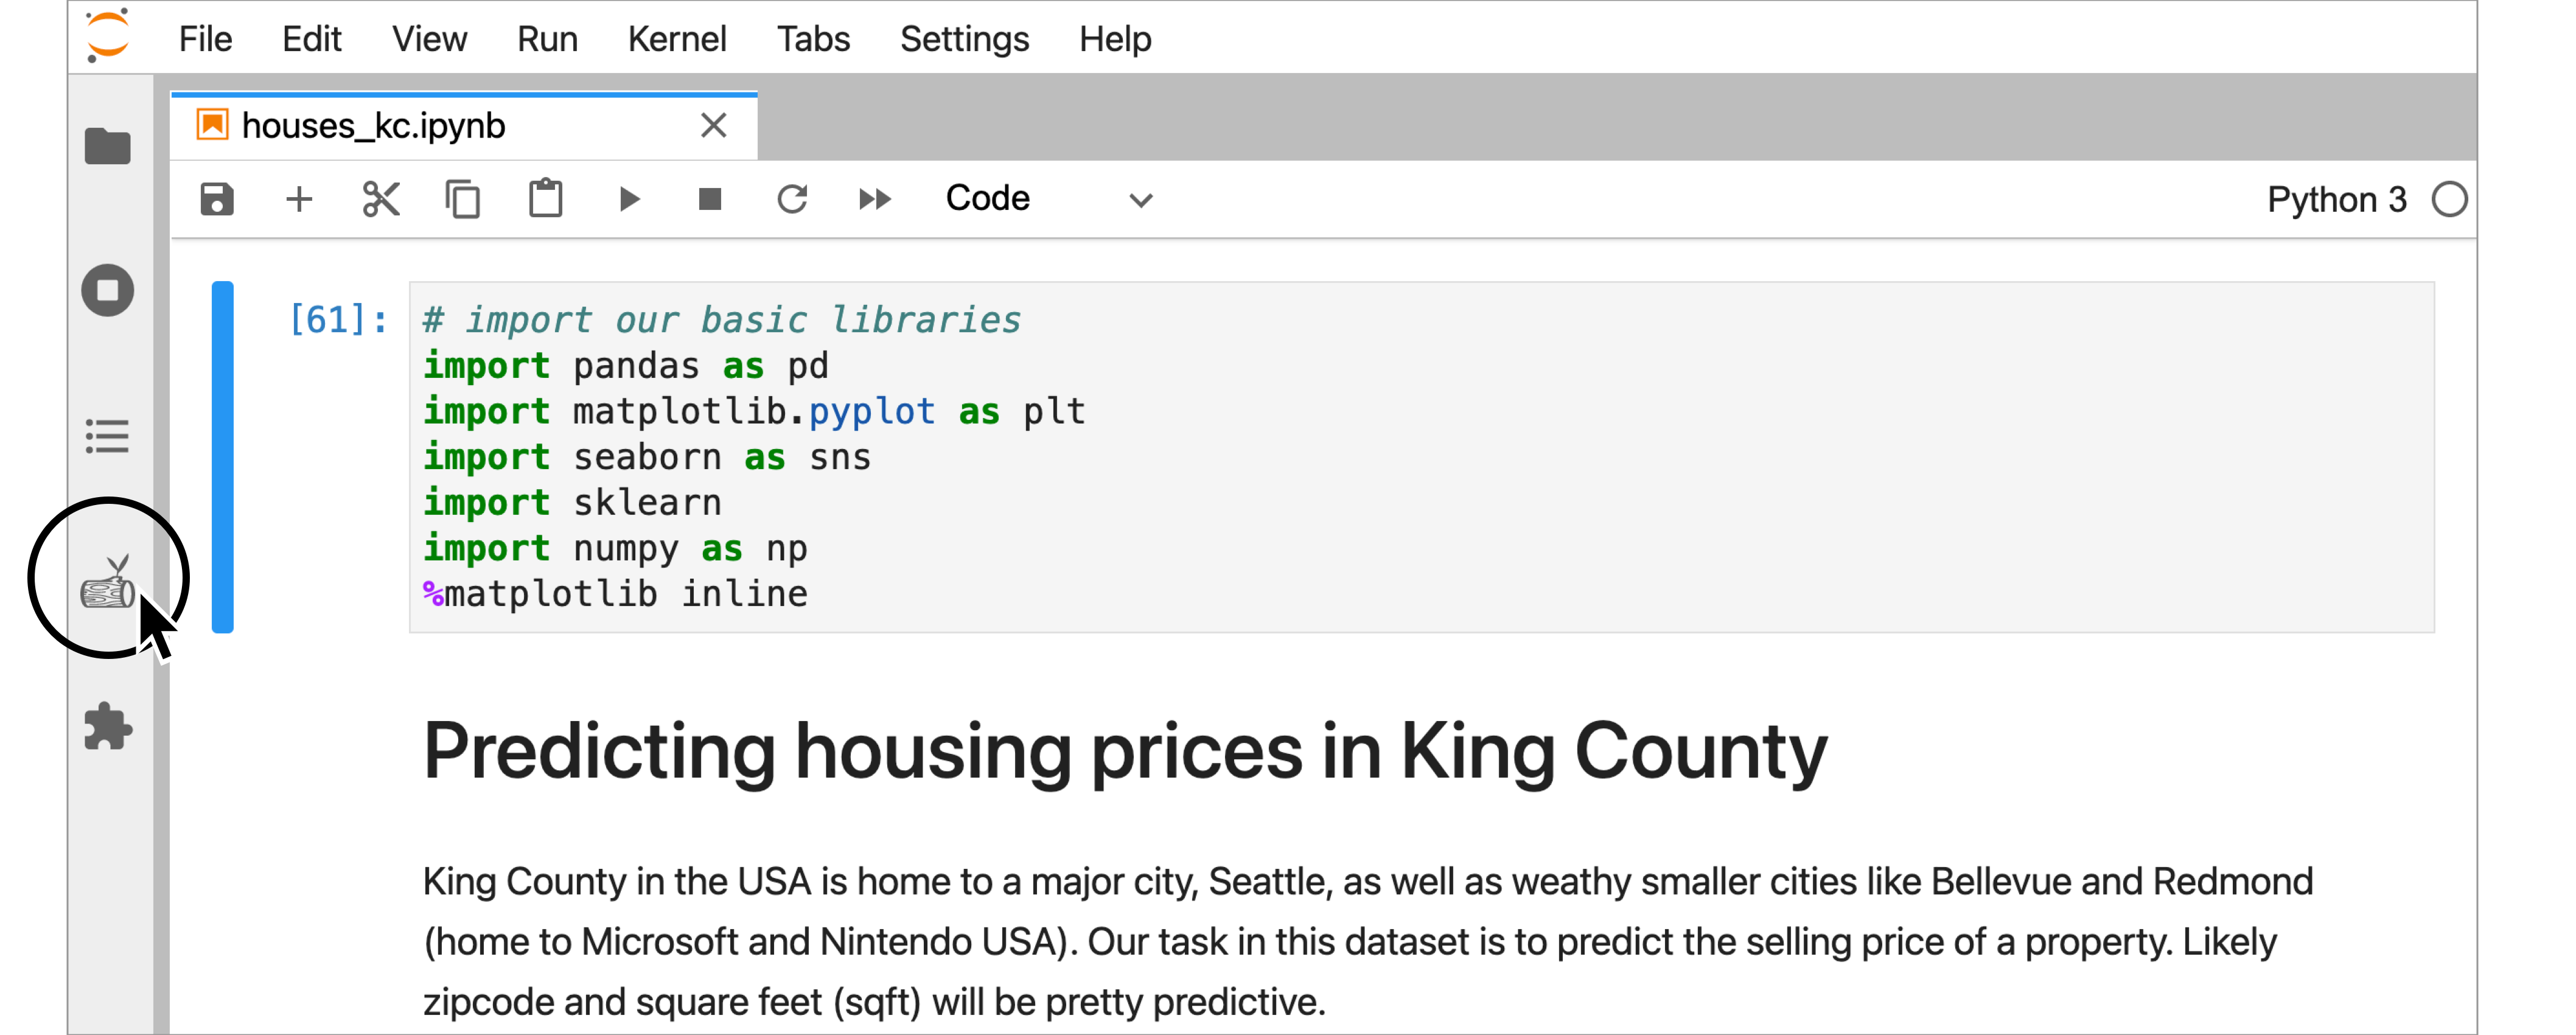 File Edit View Run Kernel Tabs Settings Help
houses_kc.ipynb
Code Python 3
[61]: # import our basic libraries
import pandas as pd
import matplotlib.pyplot as plt
import seaborn as sns
import sklearn
import numpy as np
%matplotlib inline
Predicting housing prices in King County
King County in the USA is home to a major city, Seattle, as well as weathy smaller cities like Bellevue and Redmond
(home to Microsoft and Nintendo USA). Our task in this dataset is to predict the selling price of a property. Likely
zipcode and square feet (sqft) will be pretty predictive.